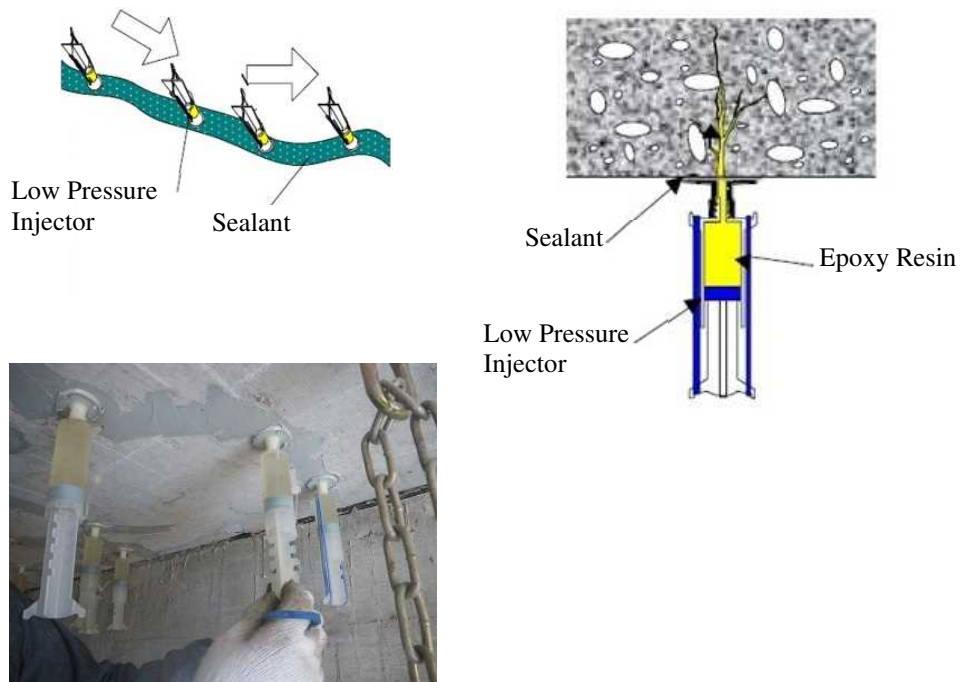 Low Pressure
Injector
Sealant
Sealant
Epoxy Resin
Low Pressure
Injector